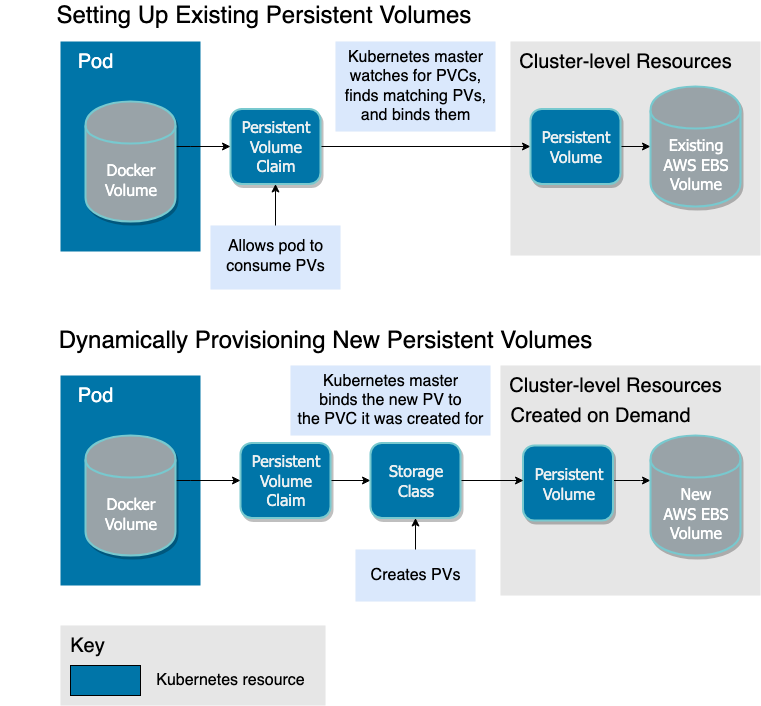 Setting Up Existing Persistent Volumes
Pod
Docker
Volume
Persistent
Volume
Claim
Allows pod to
consume PVs
Kubernetes master
watches for PVCs,
finds matching PVs,
and binds them
Cluster-level Resources
Persistent
Volume
Existing
AWS EBS
Volume
Dynamically Provisioning New Persistent Volumes
Pod
Docker
Volume
Persistent
Volume
Claim
Kubernetes master
binds the new PV to
the PVC it was created for
Storage
Class
Creates PVs
Cluster-level Resources
Created on Demand
Persistent
Volume
New
AWS EBS
Volume
Key
Kubernetes resource